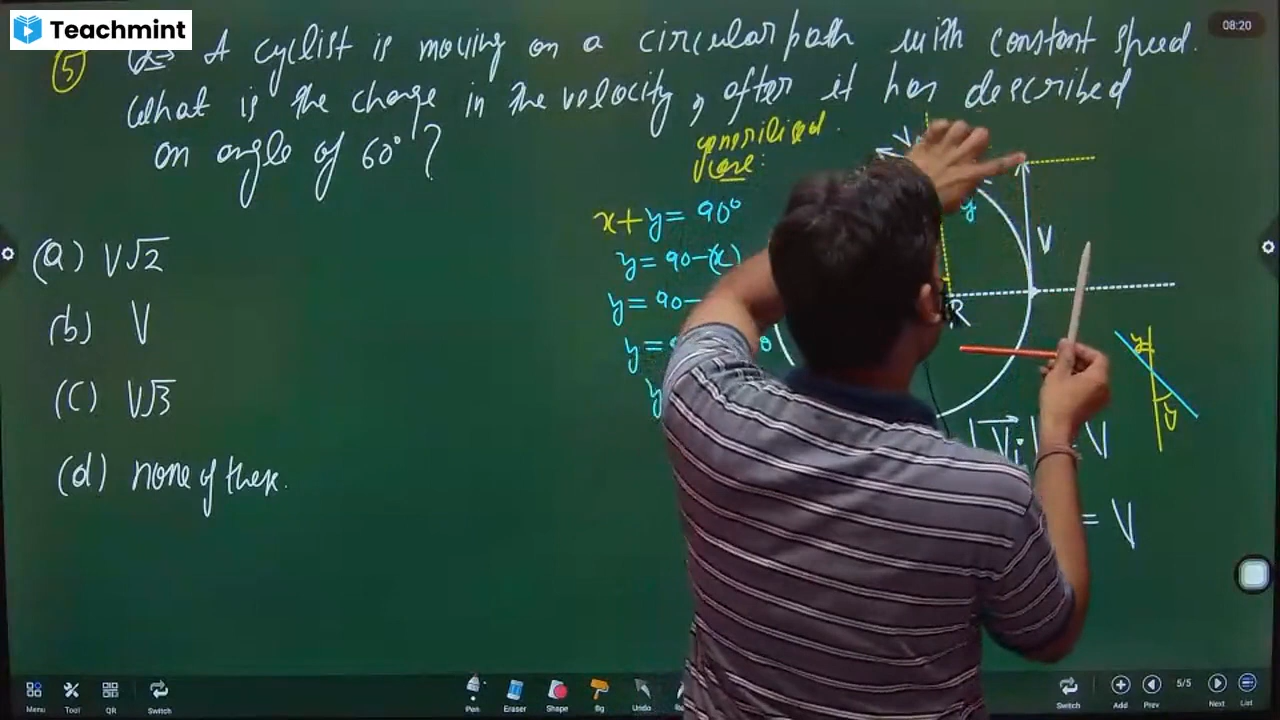 Teachmint
08:20
(5) Q⇒ A cyclist is moving on a circular path with constant speed.
What is the change in the velocity, after it has described
an angle of 60°?
(a) V√2
(b) V
(c) V√3
(d) none of these.
case:
x+y = 90°
y = 90-(x)
y = 90-
y =
y
V
y
V
R
y
y
|Vi| = V
= V
Menu
Tool
QR
Switch
Pen
Eraser
Shape
Bg
Undo
Switch
Add
Prev
5/5
Next
List